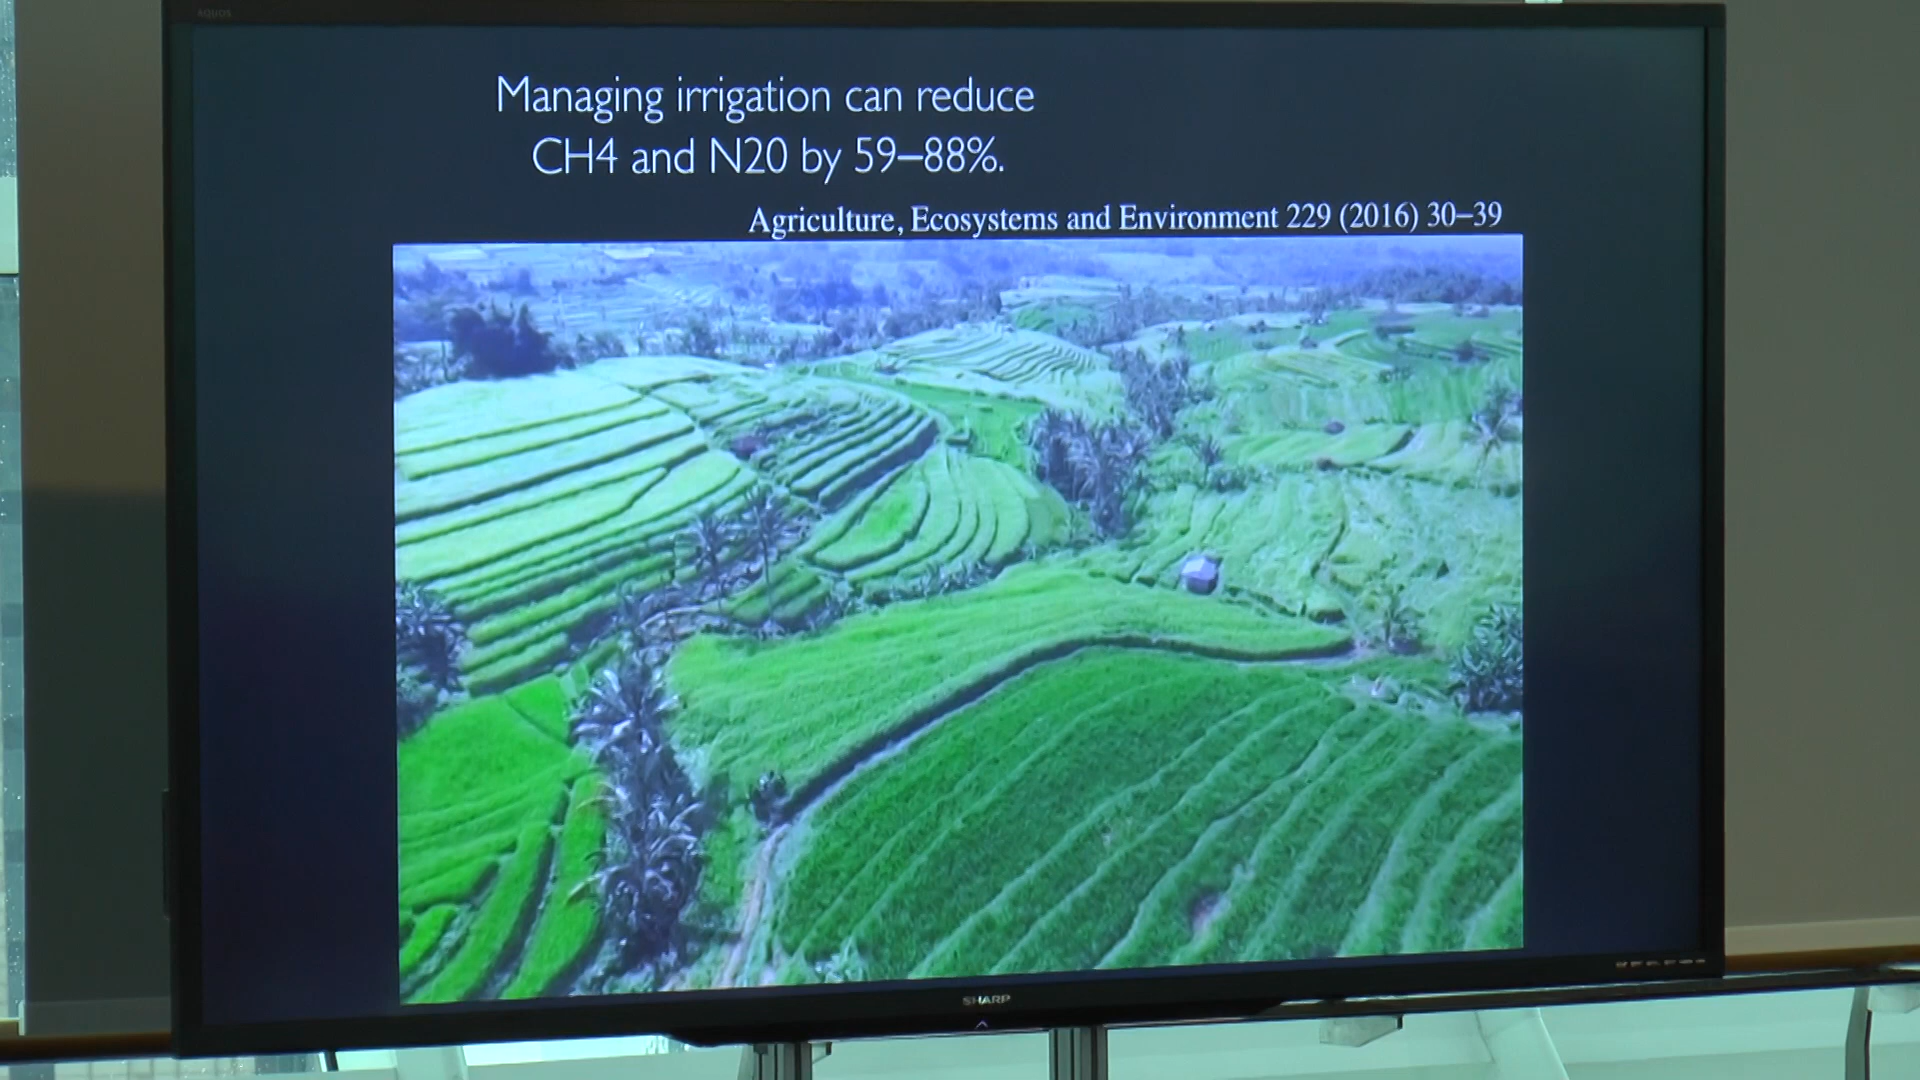 AQUOS
Managing irrigation can reduce
CH4 and N20 by 59–88%.
Agriculture, Ecosystems and Environment 229 (2016) 30–39
SHARP